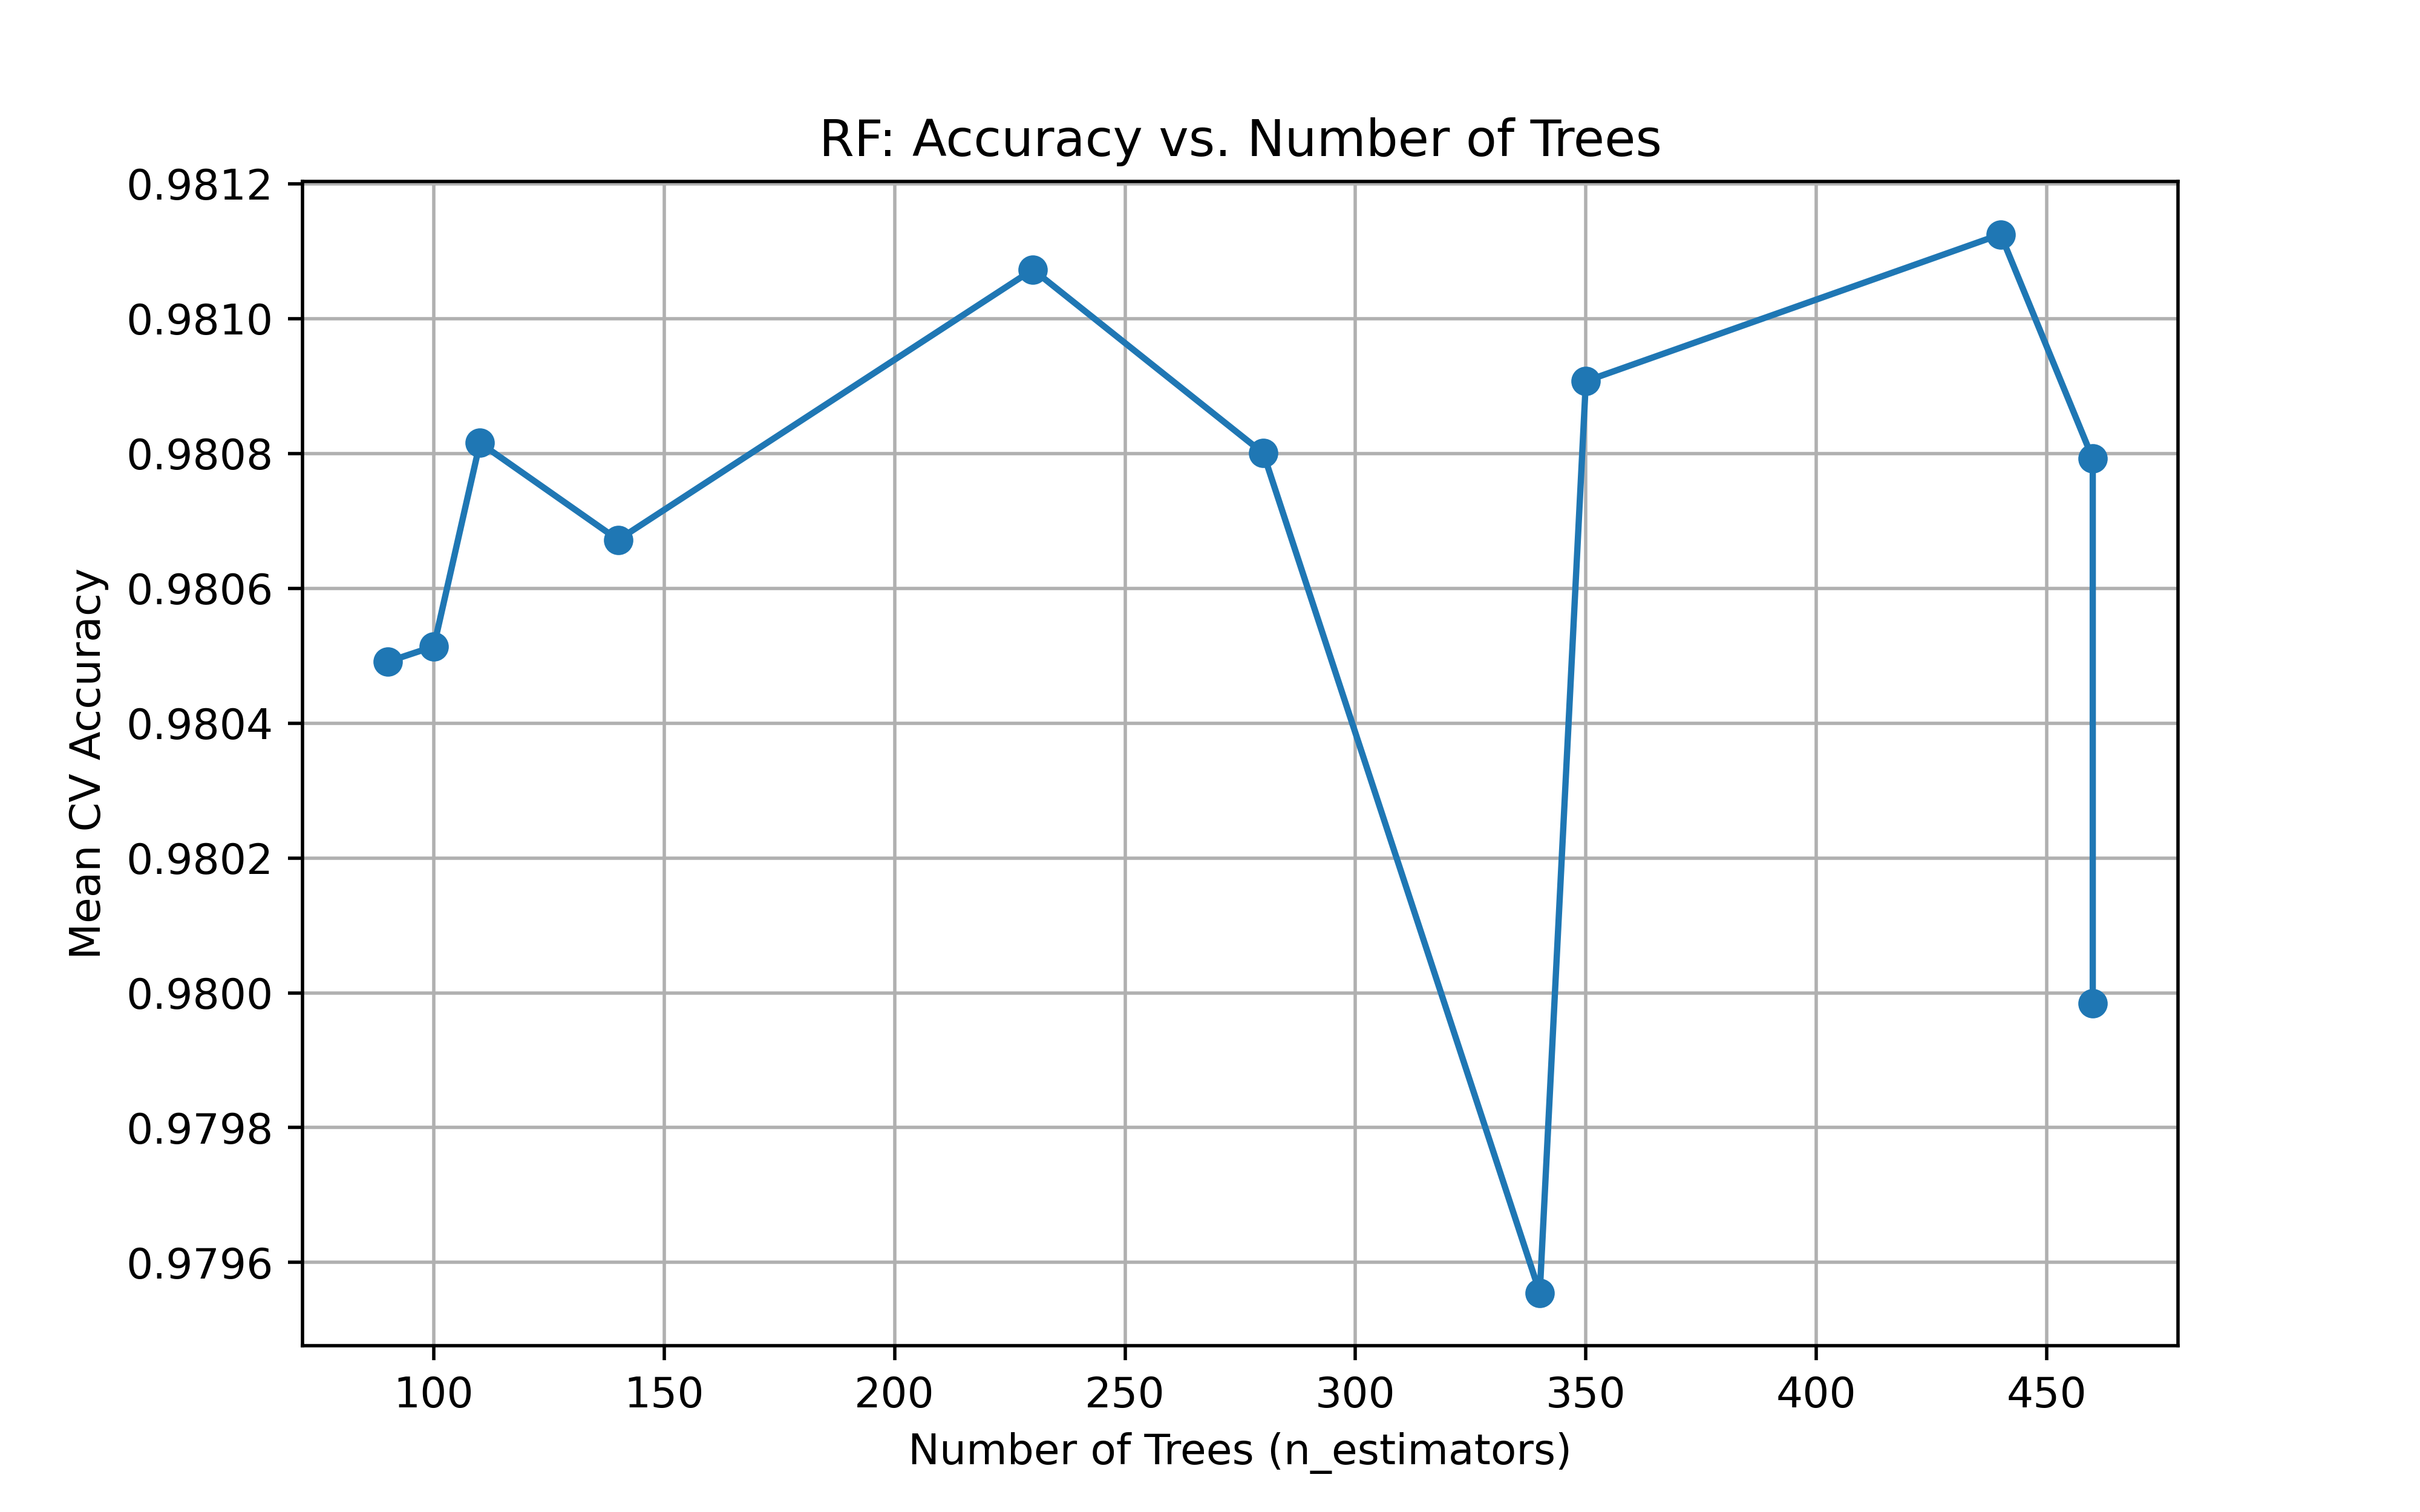 RF: Accuracy vs. Number of Trees
Mean CV Accuracy
0.9812
0.9810
0.9808
0.9806
0.9804
0.9802
0.9800
0.9798
0.9796
100 150 200 250 300 350 400 450
Number of Trees (n_estimators)